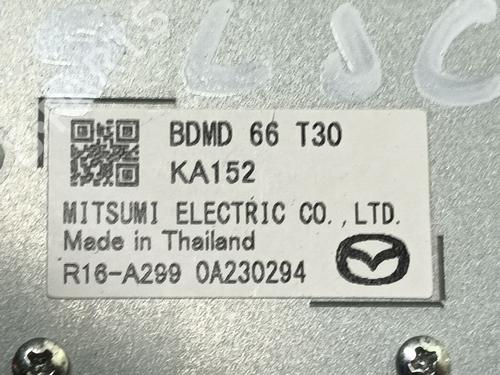 BDMD 66 T30
KA152
MITSUMI ELECTRIC CO.,LTD.
Made in Thailand
R16-A299 0A230294